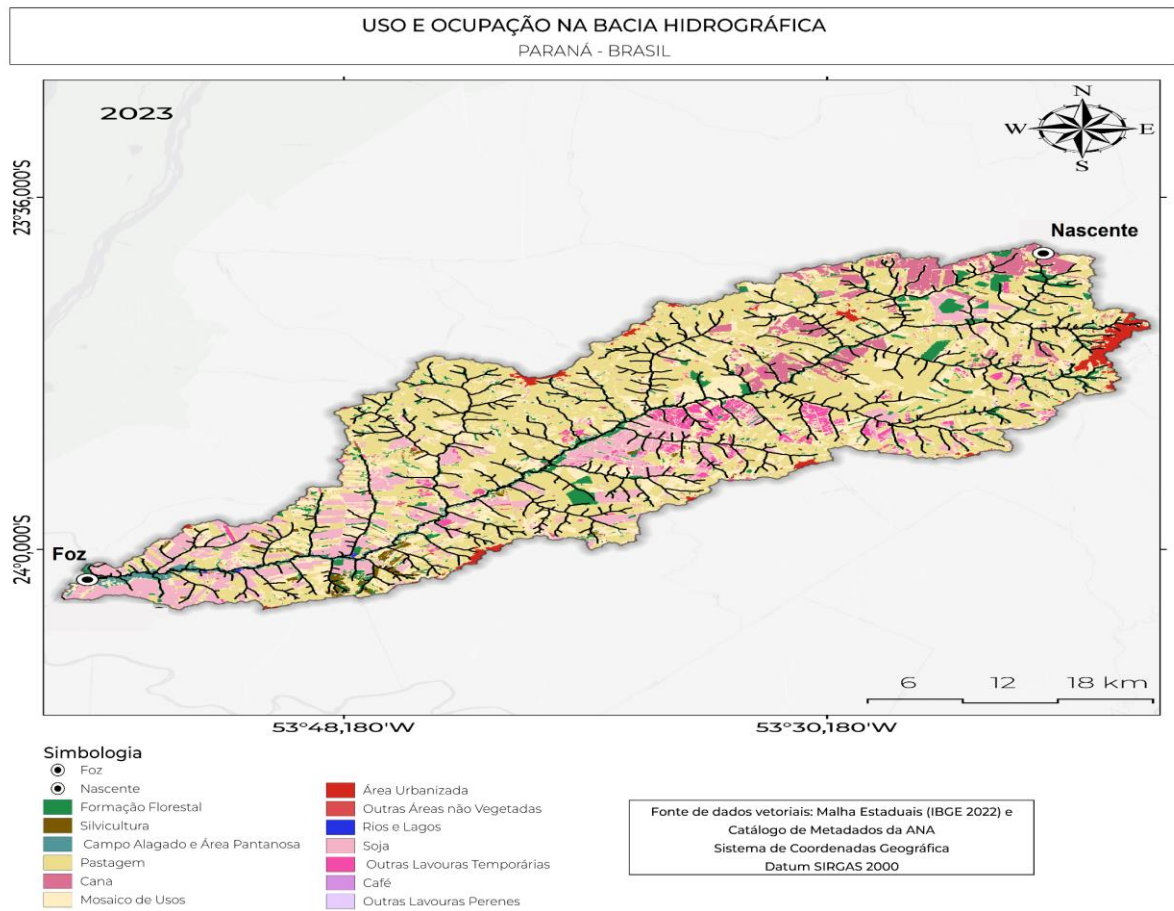 USO E OCUPAÇÃO NA BACIA HIDROGRÁFICA
PARANÁ - BRASIL
2023
N
W
E
S
23°36,000'S
Nascente
24°0,000'S
Foz
6 12 18 km
53°48,180'W
53°30,180'W
Simbologia
Foz
Nascente
Formação Florestal
Silvicultura
Campo Alagado e Área Pantanosa
Pastagem
Cana
Mosaico de Usos
Área Urbanizada
Outras Áreas não Vegetadas
Rios e Lagos
Soja
Outras Lavouras Temporárias
Café
Outras Lavouras Perenes
Fonte de dados vetoriais: Malha Estaduais (IBGE 2022) e
Catálogo de Metadados da ANA
Sistema de Coordenadas Geográfica
Datum SIRGAS 2000